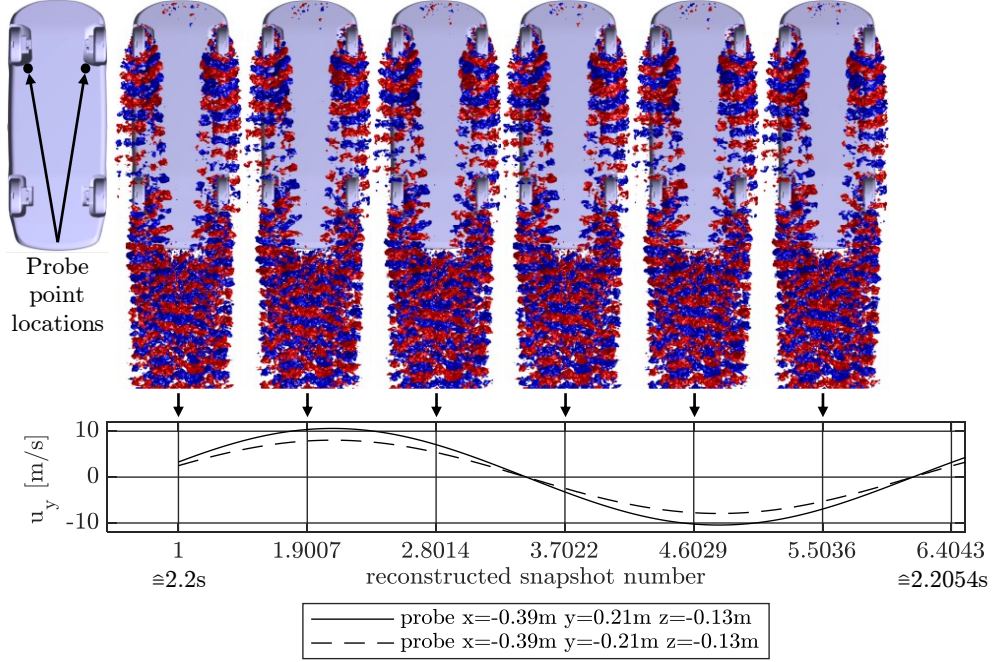 Probe
point
locations
10
0
-10
u_y [m/s]
1
1.9007
2.8014
3.7022
4.6029
5.5036
6.4043
≙2.2s
reconstructed snapshot number
≙2.2054s
probe x=-0.39m y=0.21m z=-0.13m
probe x=-0.39m y=-0.21m z=-0.13m